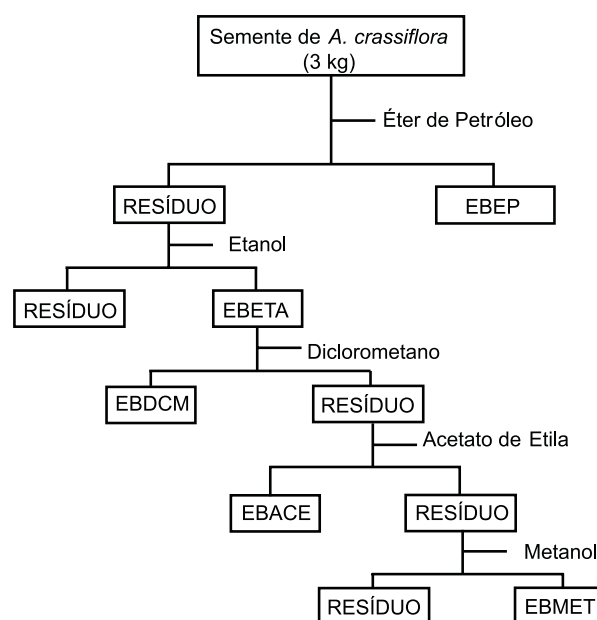 Semente de A. crassiflora
(3 kg)
Éter de Petróleo
RESÍDUO
EBEP
Etanol
RESÍDUO
EBETA
Diclorometano
EBDCM
RESÍDUO
Acetato de Etila
EBACE
RESÍDUO
Metanol
RESÍDUO
EBMET